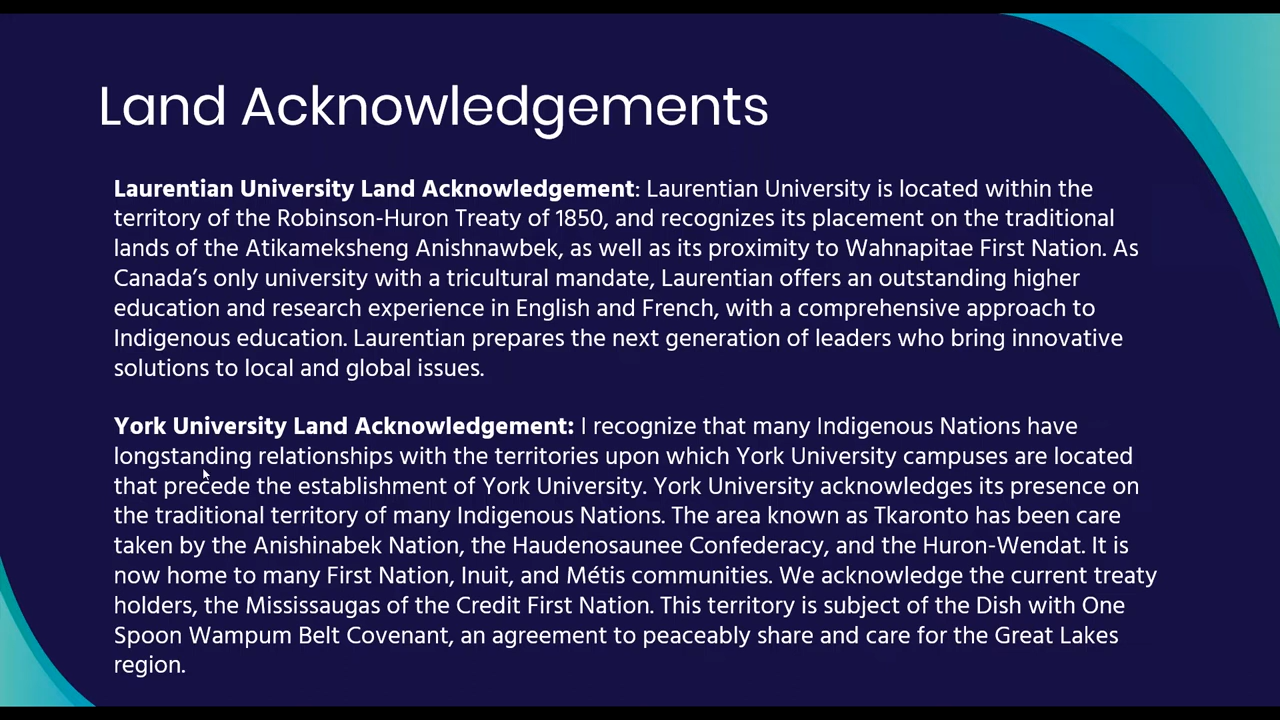 Land Acknowledgements
Laurentian University Land Acknowledgement: Laurentian University is located within the
territory of the Robinson-Huron Treaty of 1850, and recognizes its placement on the traditional
lands of the Atikameksheng Anishnawbek, as well as its proximity to Wahnapitae First Nation. As
Canada’s only university with a tricultural mandate, Laurentian offers an outstanding higher
education and research experience in English and French, with a comprehensive approach to
Indigenous education. Laurentian prepares the next generation of leaders who bring innovative
solutions to local and global issues.
York University Land Acknowledgement: I recognize that many Indigenous Nations have
longstanding relationships with the territories upon which York University campuses are located
that precede the establishment of York University. York University acknowledges its presence on
the traditional territory of many Indigenous Nations. The area known as Tkaronto has been care
taken by the Anishinabek Nation, the Haudenosaunee Confederacy, and the Huron-Wendat. It is
now home to many First Nation, Inuit, and Métis communities. We acknowledge the current treaty
holders, the Mississaugas of the Credit First Nation. This territory is subject of the Dish with One
Spoon Wampum Belt Covenant, an agreement to peaceably share and care for the Great Lakes
region.